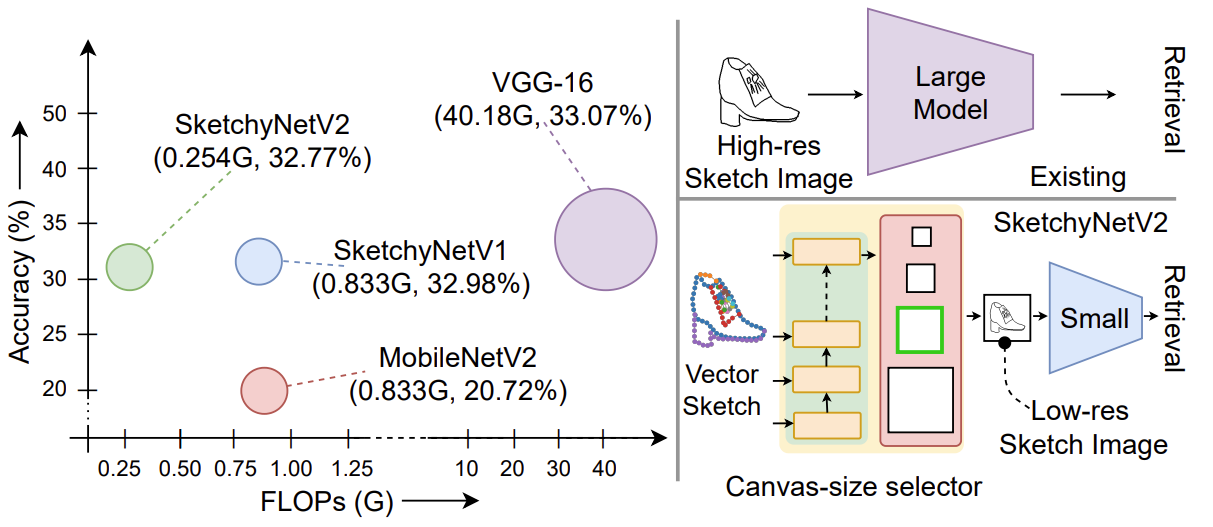 Accuracy (%)
50
40
35
30
25
20
SketchyNetV2
(0.254G, 32.77%)
VGG-16
(40.18G, 33.07%)
SketchyNetV1
(0.833G, 32.98%)
MobileNetV2
(0.833G, 20.72%)
0.25
0.50
0.75
1.00
1.25
10
20
30
40
FLOPs (G)
High-res
Sketch Image
Large
Model
Retrieval
Existing
SketchyNetV2
Vector
Sketch
Small
Retrieval
Low-res
Sketch Image
Canvas-size selector